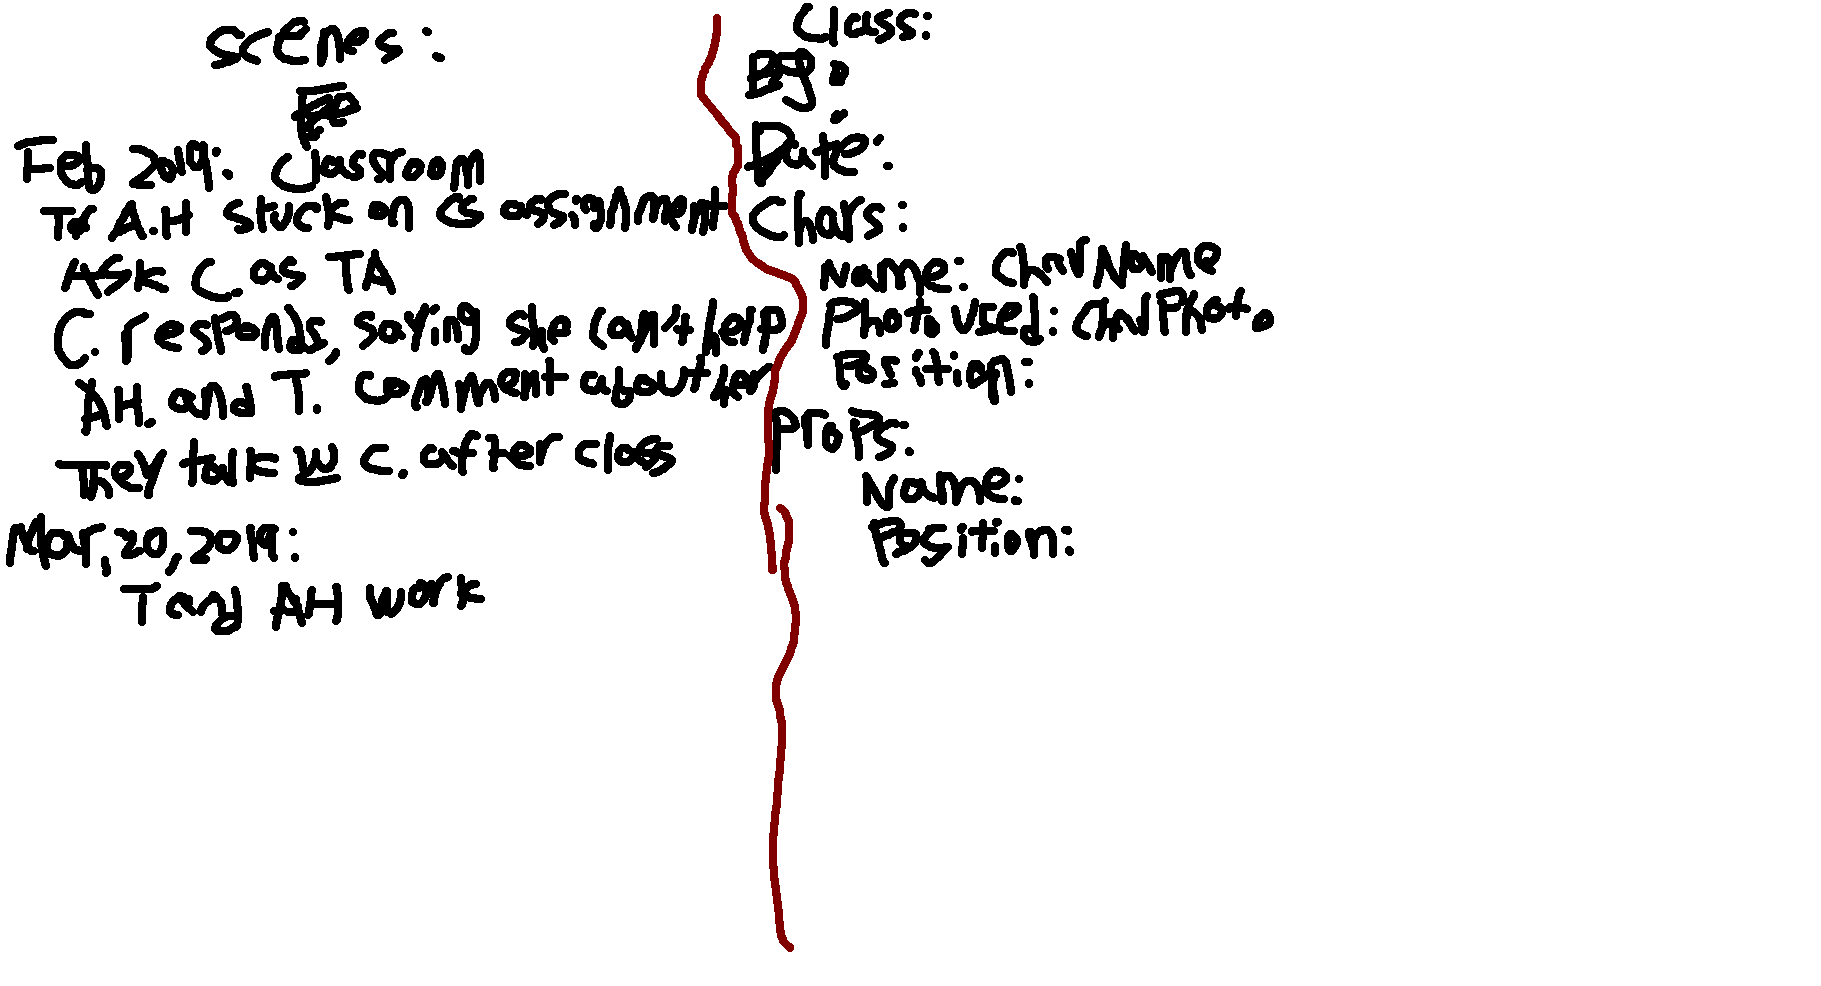 Scenes:
Feb 2019: Classroom
T& A.H stuck on CS assignment
Ask C. as TA
C. responds, saying she can't help
AH. and T. comment about her
They talk w C. after class
Mar, 20, 2019:
T and AH work
Class:
Bg:
Date:
Chars:
Name: CharName
Photo Used: CharPhoto
Position:
Props:
Name:
Position: